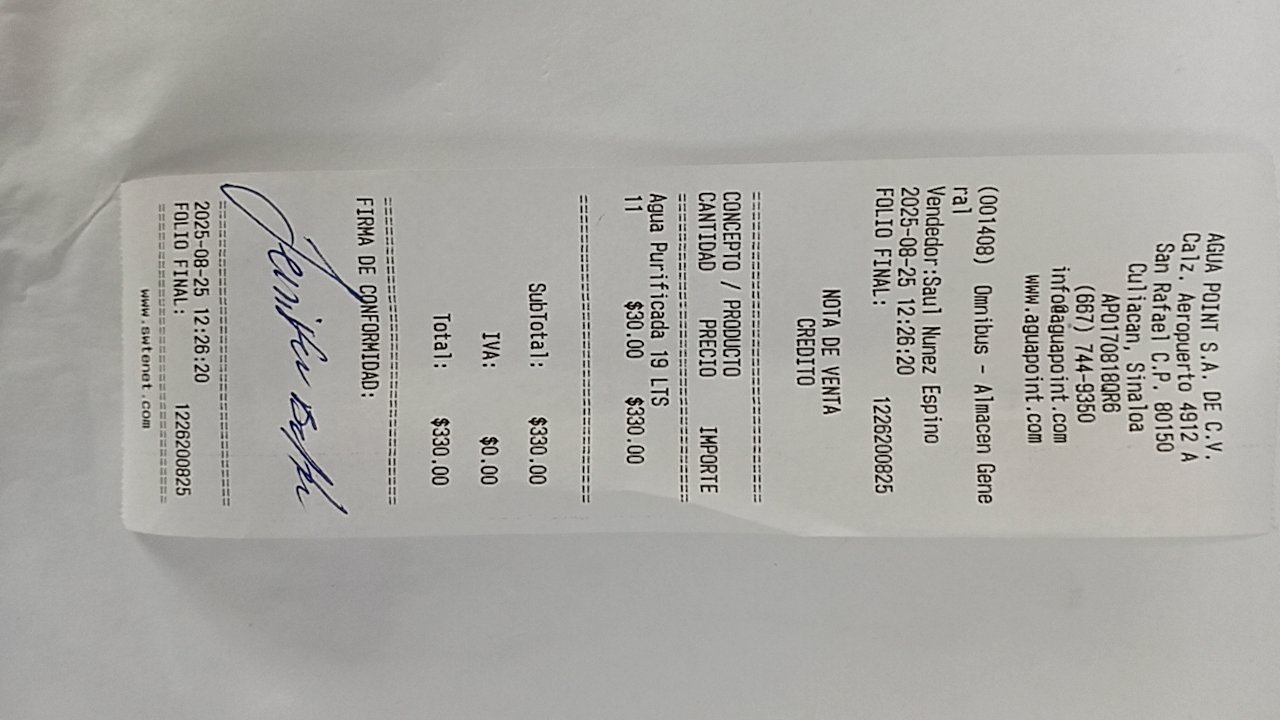 AGUA POINT S.A. DE C.V.
Calz. Aeropuerto 4912 A
San Rafael C.P. 80150
Culiacan, Sinaloa
APO170818QR6
(667) 744-9350
info@aguapoint.com
www.aguapoint.com
(001408) Omnibus - Almacen Gene
ral
Vendedor:Saul Nunez Espino
2025-08-25 12:26:20
FOLIO FINAL: 1226200825
NOTA DE VENTA
CREDITO
===============================
CONCEPTO / PRODUCTO
CANTIDAD PRECIO IMPORTE
===============================
Agua Purificada 19 LTS
11 $30.00 $330.00
===============================
SubTotal: $330.00
IVA: $0.00
Total: $330.00
===============================
FIRMA DE CONFORMIDAD:
Jenifer
===============================
2025-08-25 12:26:20
FOLIO FINAL: 1226200825
===============================
www.swtenet.com